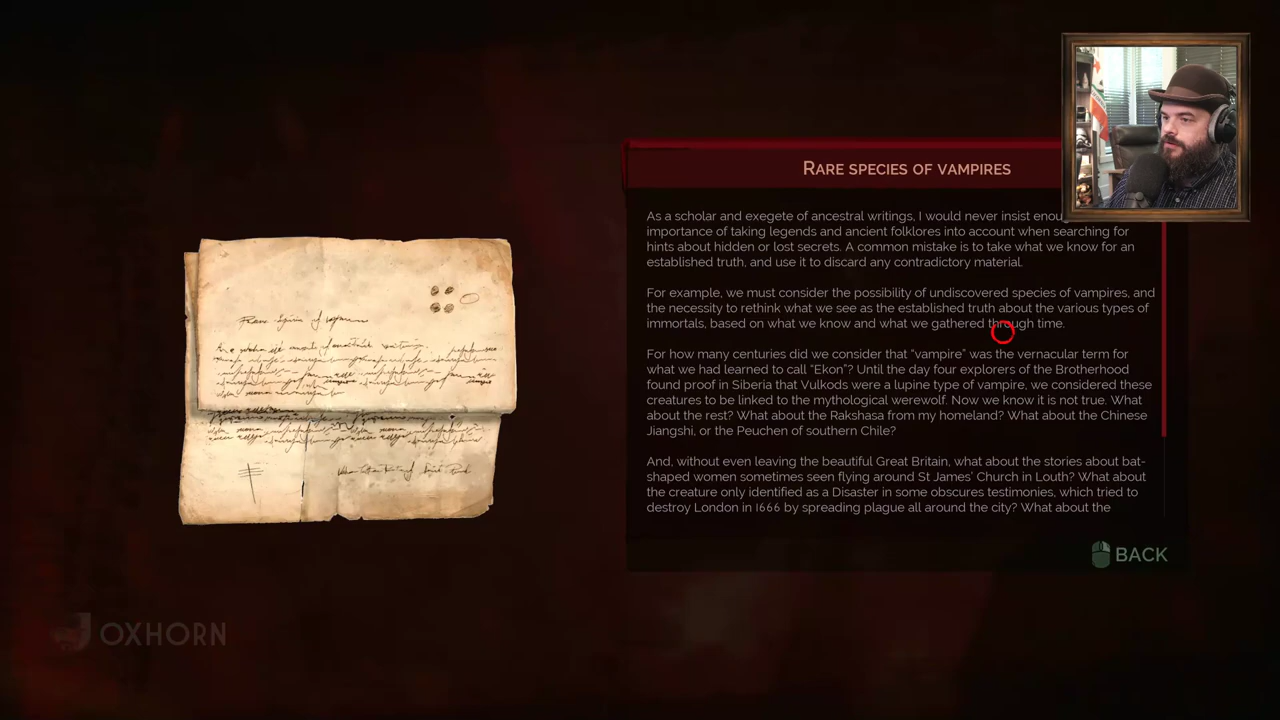 RARE SPECIES OF VAMPIRES
As a scholar and exegete of ancestral writings, I would never insist
importance of taking legends and ancient folklores into account when searching for
hints about hidden or lost secrets. A common mistake is to take what we know for an
established truth, and use it to discard any contradictory material.
For example, we must consider the possibility of undiscovered species of vampires, and
the necessity to rethink what we see as the established truth about the various types of
immortals, based on what we know and what we gathered through time.
For how many centuries did we consider that “vampire” was the vernacular term for
what we had learned to call “Ekon”? Until the day four explorers of the Brotherhood
found proof in Siberia that Vulkods were a lupine type of vampire, we considered these
creatures to be linked to the mythological werewolf. Now we know it is not true. What
about the rest? What about the Rakshasa from my homeland? What about the Chinese
Jiangshi, or the Peuchen of southern Chile?
And, without even leaving the beautiful Great Britain, what about the stories about bat-
shaped women sometimes seen flying around St James’ Church in Louth? What about
the creature only identified as a Disaster in some obscures testimonies, which tried to
destroy London in 1666 by spreading plague all around the city? What about the
BACK
OXHORN